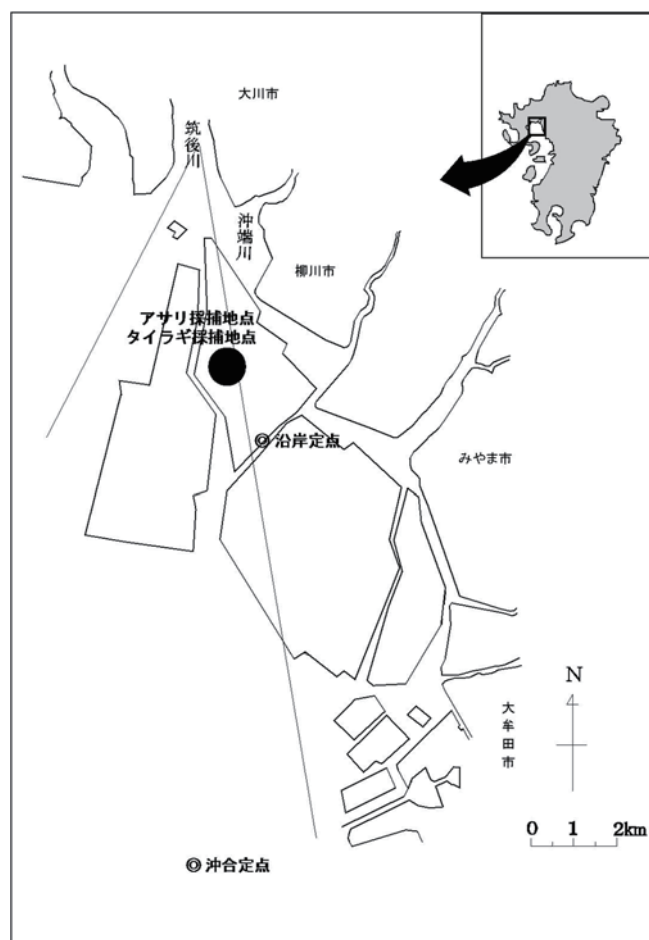 大川市
筑後川
沖端川
柳川市
アサリ採捕地点
タイラギ採捕地点
沿岸定点
みやま市
N
大牟田市
0 1 2km
沖合定点